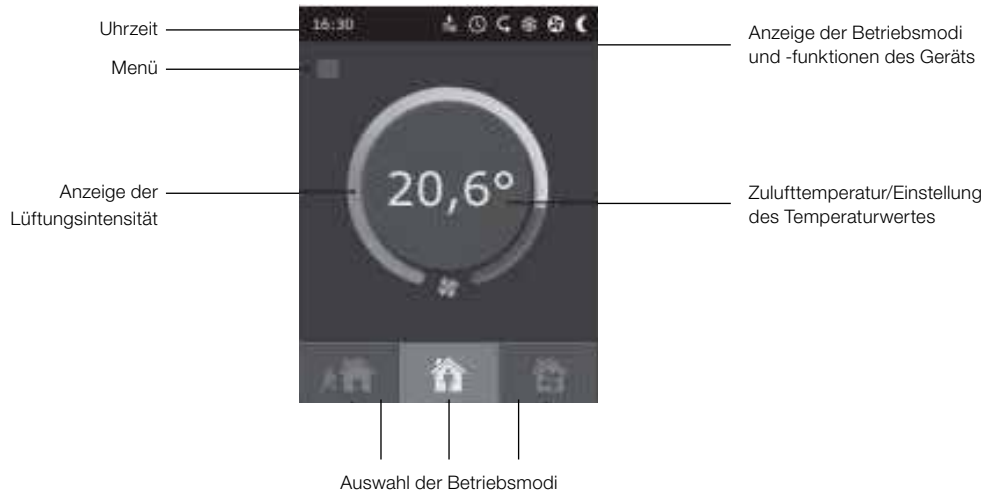 Uhrzeit
16:30
Menü
Anzeige der Betriebsmodi
und -funktionen des Geräts
Anzeige der
Lüftungsintensität
20,6°
Zulufttemperatur/Einstellung
des Temperaturwertes
Auswahl der Betriebsmodi